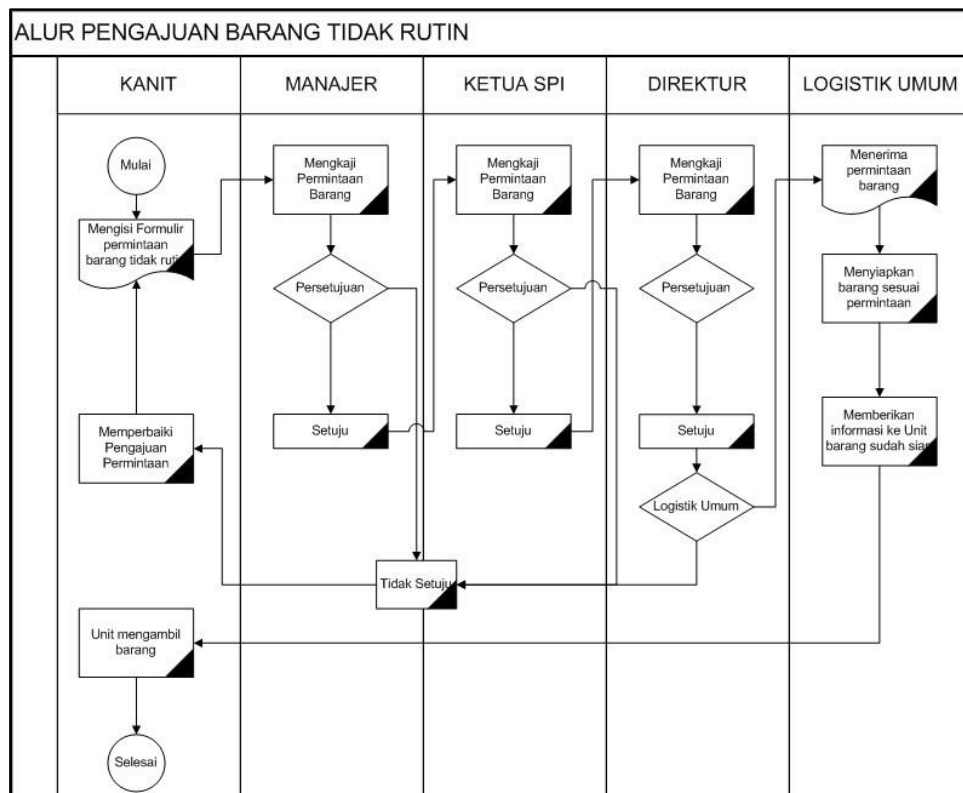 ALUR PENGAJUAN BARANG TIDAK RUTIN
KANIT
MANAJER
KETUA SPI
DIREKTUR
LOGISTIK UMUM
Mulai
Mengisi Formulir
permintaan
barang tidak rutin
Memperbaiki
Pengajuan
Permintaan
Unit mengambil
barang
Selesai
Mengkaji
Permintaan
Barang
Persetujuan
Setuju
Tidak Setuju
Mengkaji
Permintaan
Barang
Persetujuan
Setuju
Mengkaji
Permintaan
Barang
Persetujuan
Setuju
Logistik Umum
Menerima
permintaan
barang
Menyiapkan
barang sesuai
permintaan
Memberikan
informasi ke Unit
barang sudah siap